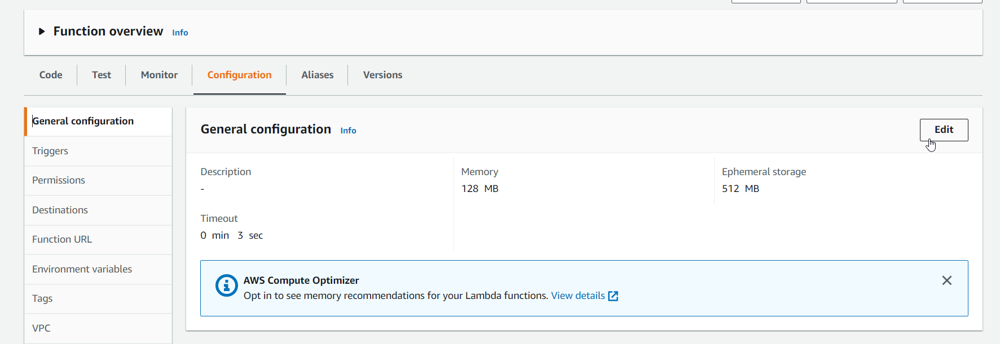 Function overview Info
Code Test Monitor Configuration Aliases Versions
General configuration
Triggers
Permissions
Destinations
Function URL
Environment variables
Tags
VPC
General configuration Info
Edit
Description
-
Memory
128 MB
Ephemeral storage
512 MB
Timeout
0 min 3 sec
AWS Compute Optimizer
Opt in to see memory recommendations for your Lambda functions. View details